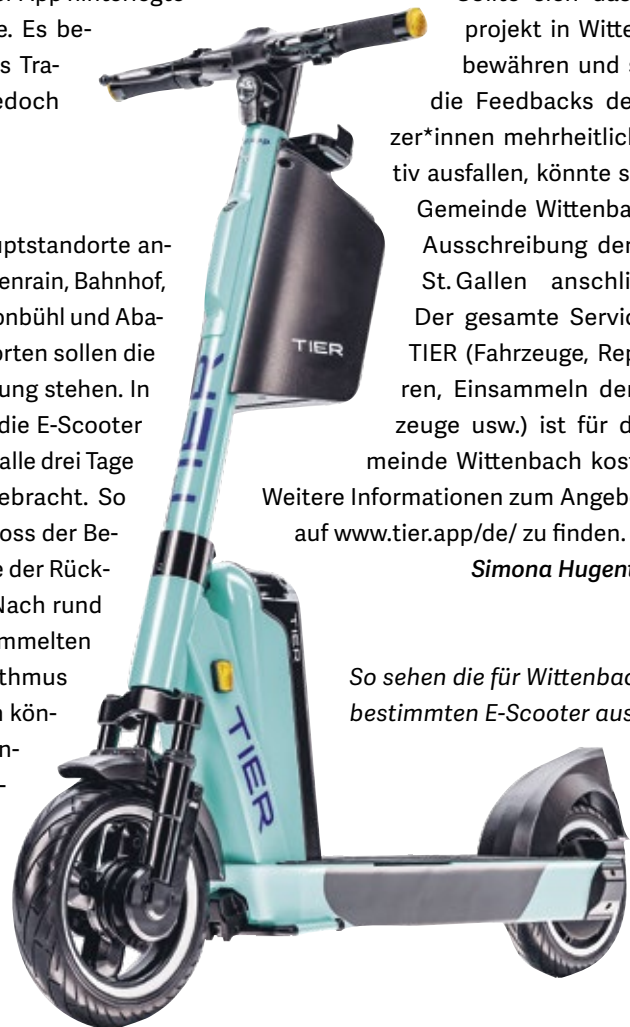 App hinterlegte
e. Es be-
s Tra-
edoch
uptstandorte an-
enrain, Bahnhof,
onbühl und Aba-
orten sollen die
ung stehen. In
die E-Scooter
alle drei Tage
ebracht. So
oss der Be-
e der Rück-
Nach rund
mmelten
thmus
n kön-
n-
-
projekt in Witte
bewähren und s
die Feedbacks de
zer*innen mehrheitlich
tiv ausfallen, könnte s
Gemeinde Wittenba
Ausschreibung der
St. Gallen anschli
Der gesamte Servic
TIER (Fahrzeuge, Rep
ren, Einsammeln der
zeuge usw.) ist für d
meinde Wittenbach kost
Weitere Informationen zum Angeb
auf www.tier.app/de/ zu finden.
Simona Hugent
So sehen die für Wittenbac
bestimmten E-Scooter aus
TIER
TIER
TIER
TIER